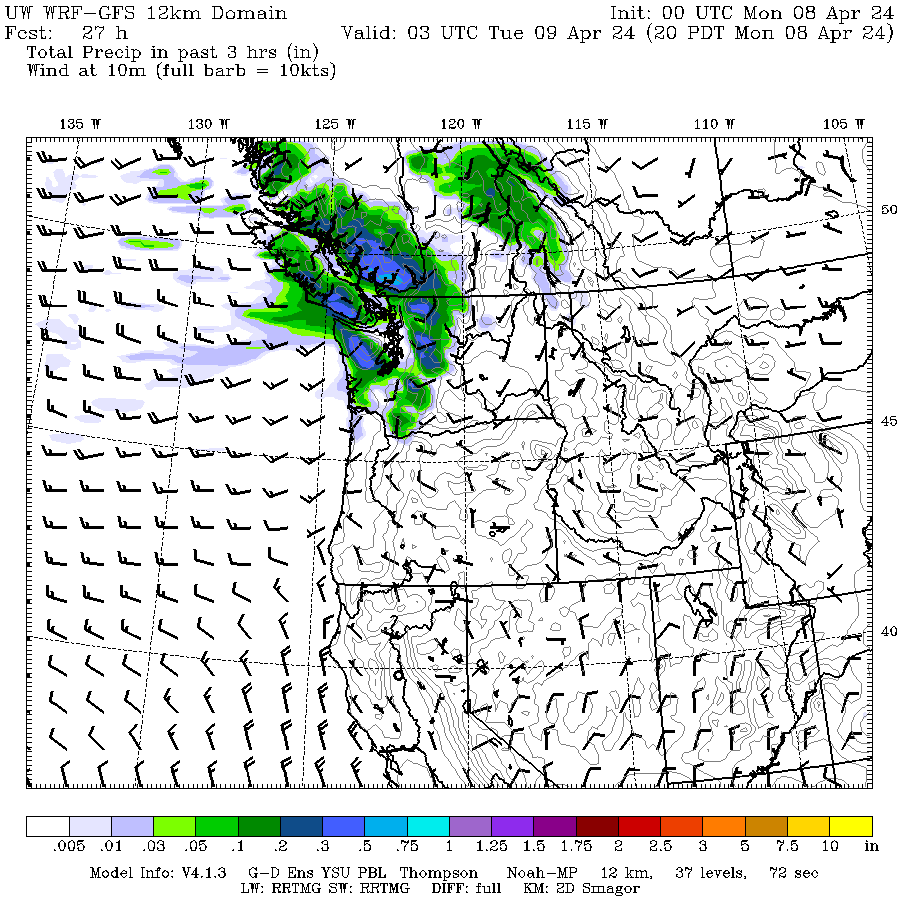 UW WRF-GFS 12km Domain Init: 00 UTC Mon 08 Apr 24
Fcst: 27 h Valid: 03 UTC Tue 09 Apr 24 (20 PDT Mon 08 Apr 24)
Total Precip in past 3 hrs (in)
Wind at 10m (full barb = 10kts)
135 W 130 W 125 W 120 W 115 W 110 W 105 W
50
45
40
.005 .01 .03 .05 .1 .2 .3 .5 .75 1 1.25 1.5 1.75 2 2.5 3 5 7.5 10 in
Model Info: V4.1.3 G-D Ens YSU PBL Thompson Noah-MP 12 km, 37 levels, 72 sec
LW: RRTMG SW: RRTMG DIFF: full KM: 2D Smagor